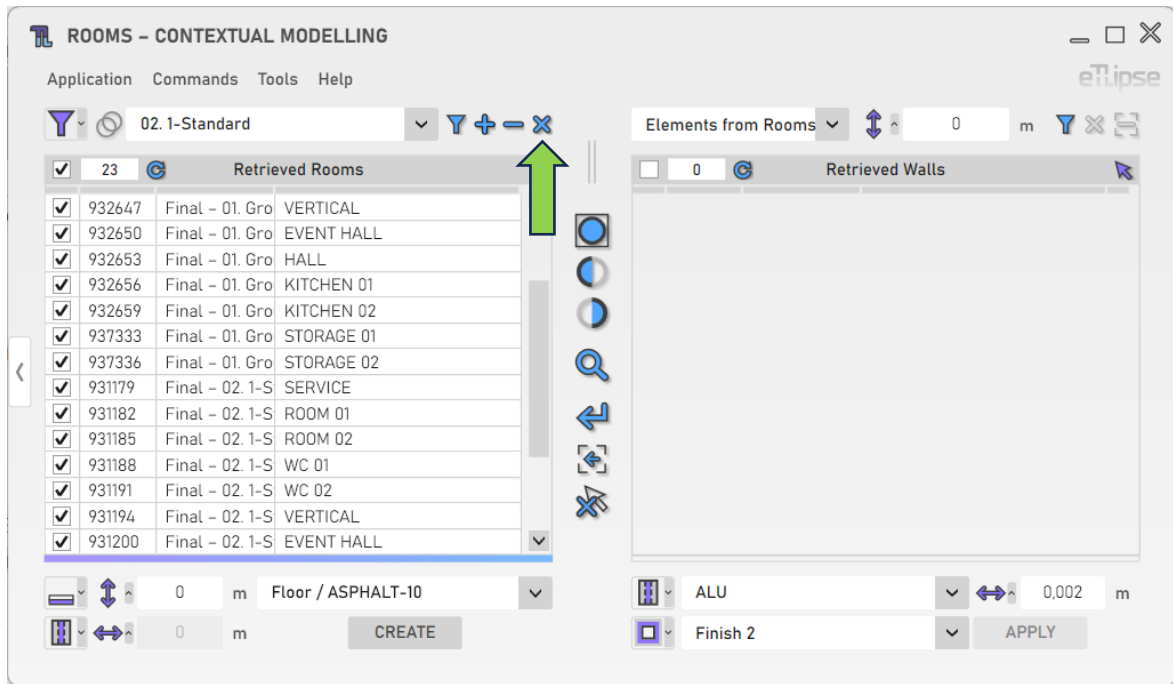 ROOMS – CONTEXTUAL MODELLING
Application Commands Tools Help
eTLipse
02. 1-Standard
Elements from Rooms
0 m
23 Retrieved Rooms
0 Retrieved Walls
932647 Final – 01. Gro VERTICAL
932650 Final – 01. Gro EVENT HALL
932653 Final – 01. Gro HALL
932656 Final – 01. Gro KITCHEN 01
932659 Final – 01. Gro KITCHEN 02
937333 Final – 01. Gro STORAGE 01
937336 Final – 01. Gro STORAGE 02
931179 Final – 02. 1-S SERVICE
931182 Final – 02. 1-S ROOM 01
931185 Final – 02. 1-S ROOM 02
931188 Final – 02. 1-S WC 01
931191 Final – 02. 1-S WC 02
931194 Final – 02. 1-S VERTICAL
931200 Final – 02. 1-S EVENT HALL
0 m Floor / ASPHALT-10
ALU 0,002 m
0 m CREATE
Finish 2 APPLY